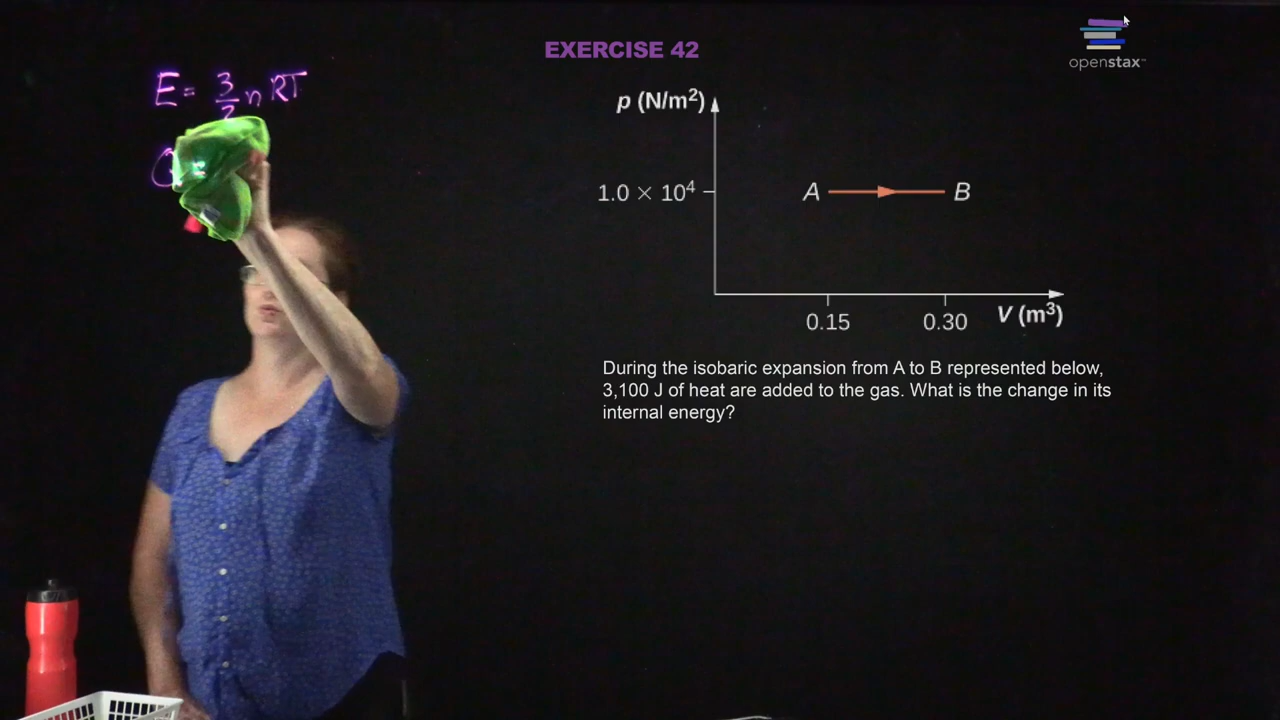 EXERCISE 42
openstax™
E = 3/2 n RT
Q
p (N/m²)
1.0 × 10⁴
A
B
0.15
0.30
V (m³)
During the isobaric expansion from A to B represented below,
3,100 J of heat are added to the gas. What is the change in its
internal energy?